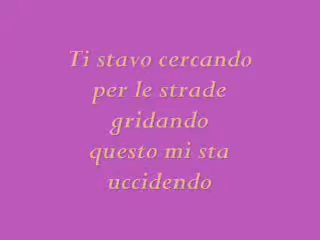 Ti stavo cercando
per le strade
gridando
questo mi sta
uccidendo